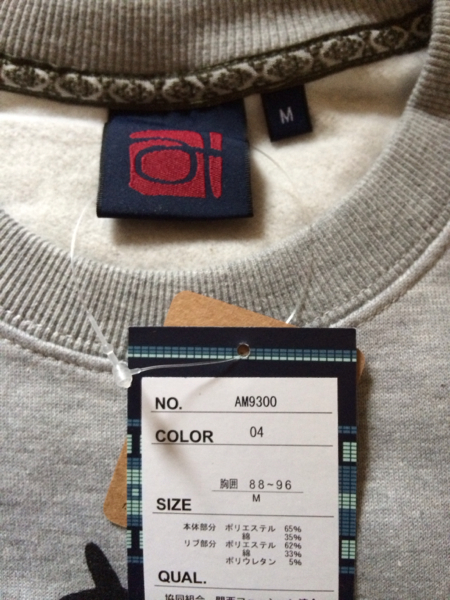 M
NO. AM9300
COLOR 04
胸囲 88~96
M
SIZE
本体部分 ポリエステル 65%
綿 35%
リブ部分 ポリエステル 62%
綿 33%
ポリウレタン 5%
QUAL.